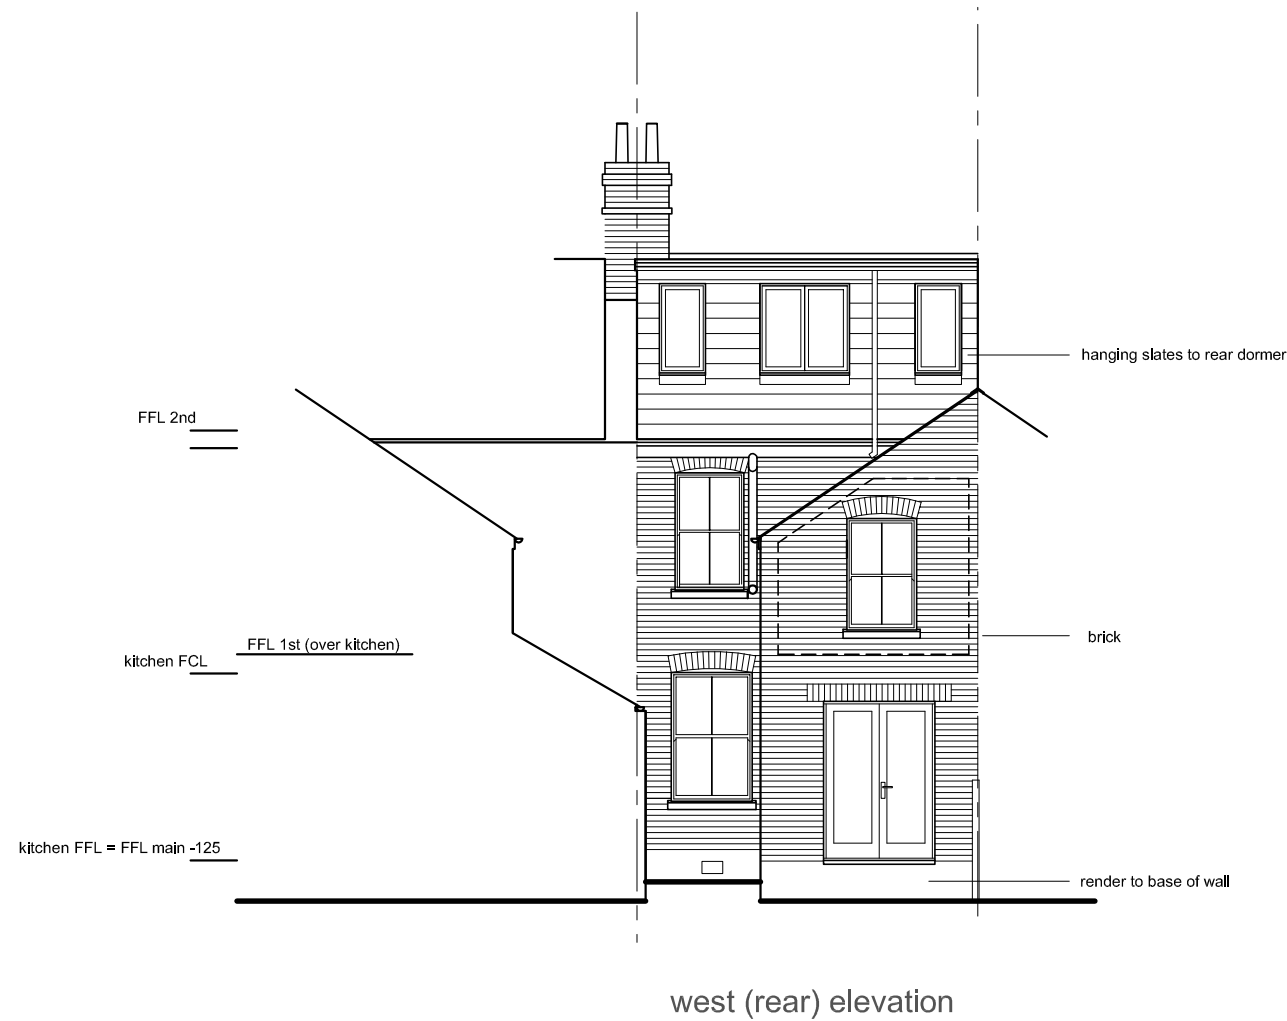 hanging slates to rear dormer
FFL 2nd
brick
FFL 1st (over kitchen)
kitchen FCL
kitchen FFL = FFL main -125
render to base of wall
west (rear) elevation